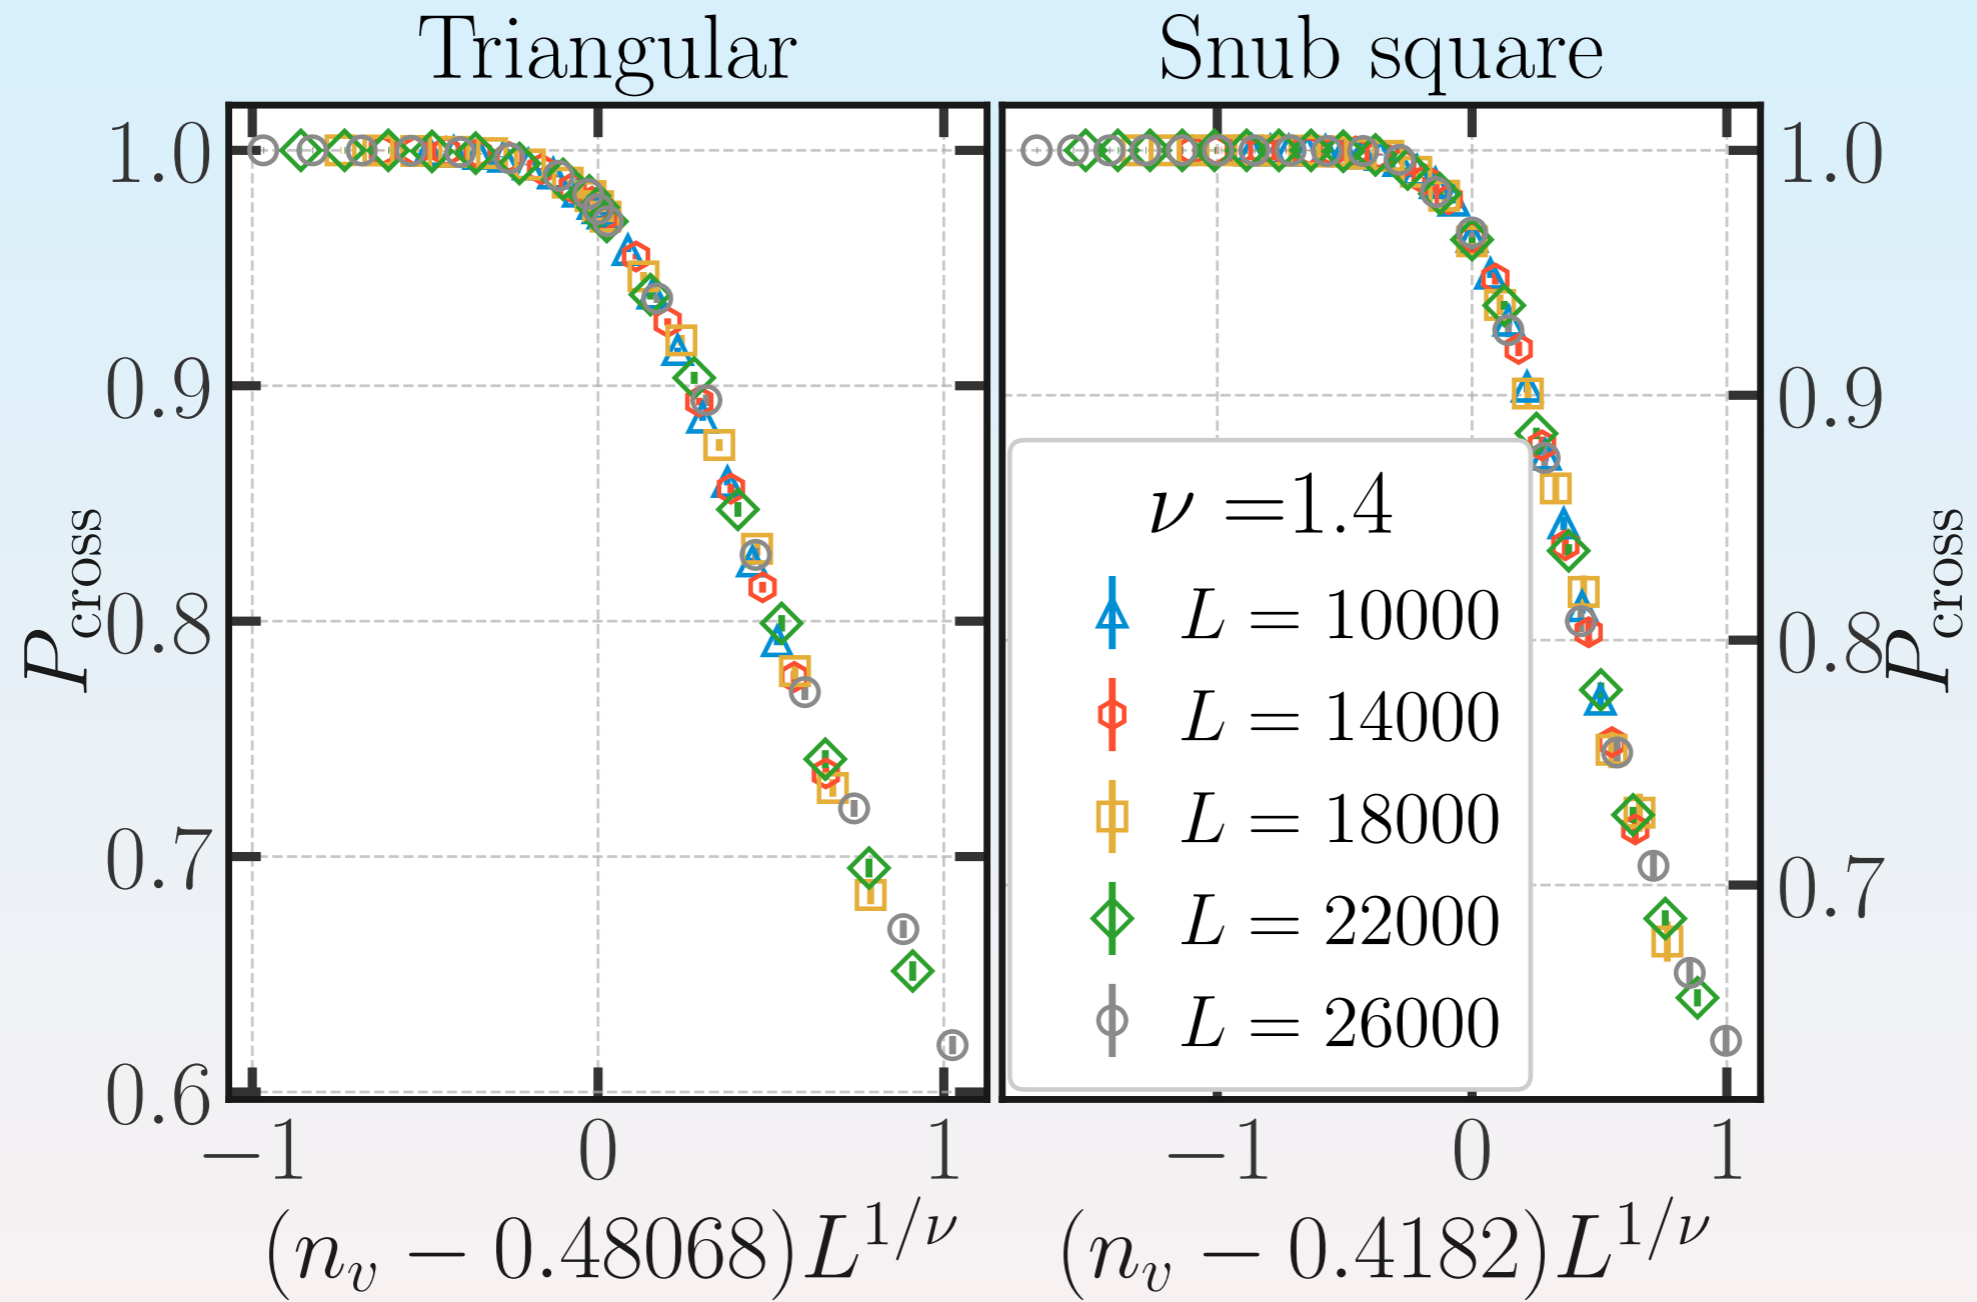 Triangular
Snub square
1.0
0.9
0.8
0.7
0.6
P_cross
−1
0
1
(n_v − 0.48068)L^{1/ν}
ν =1.4
L = 10000
L = 14000
L = 18000
L = 22000
L = 26000
1.0
0.9
0.8
0.7
P_cross
−1
0
1
(n_v − 0.4182)L^{1/ν}